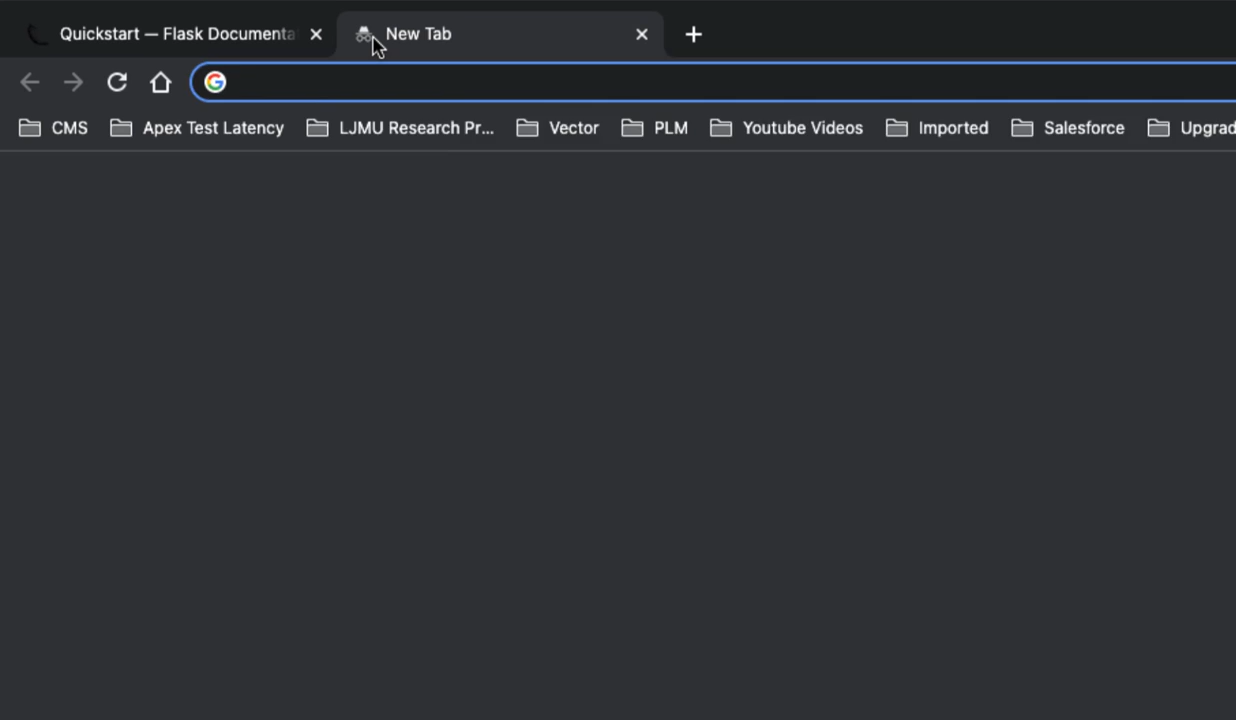 Quickstart — Flask Documenta
New Tab
CMS Apex Test Latency LJMU Research Pr... Vector PLM Youtube Videos Imported Salesforce Upgrad